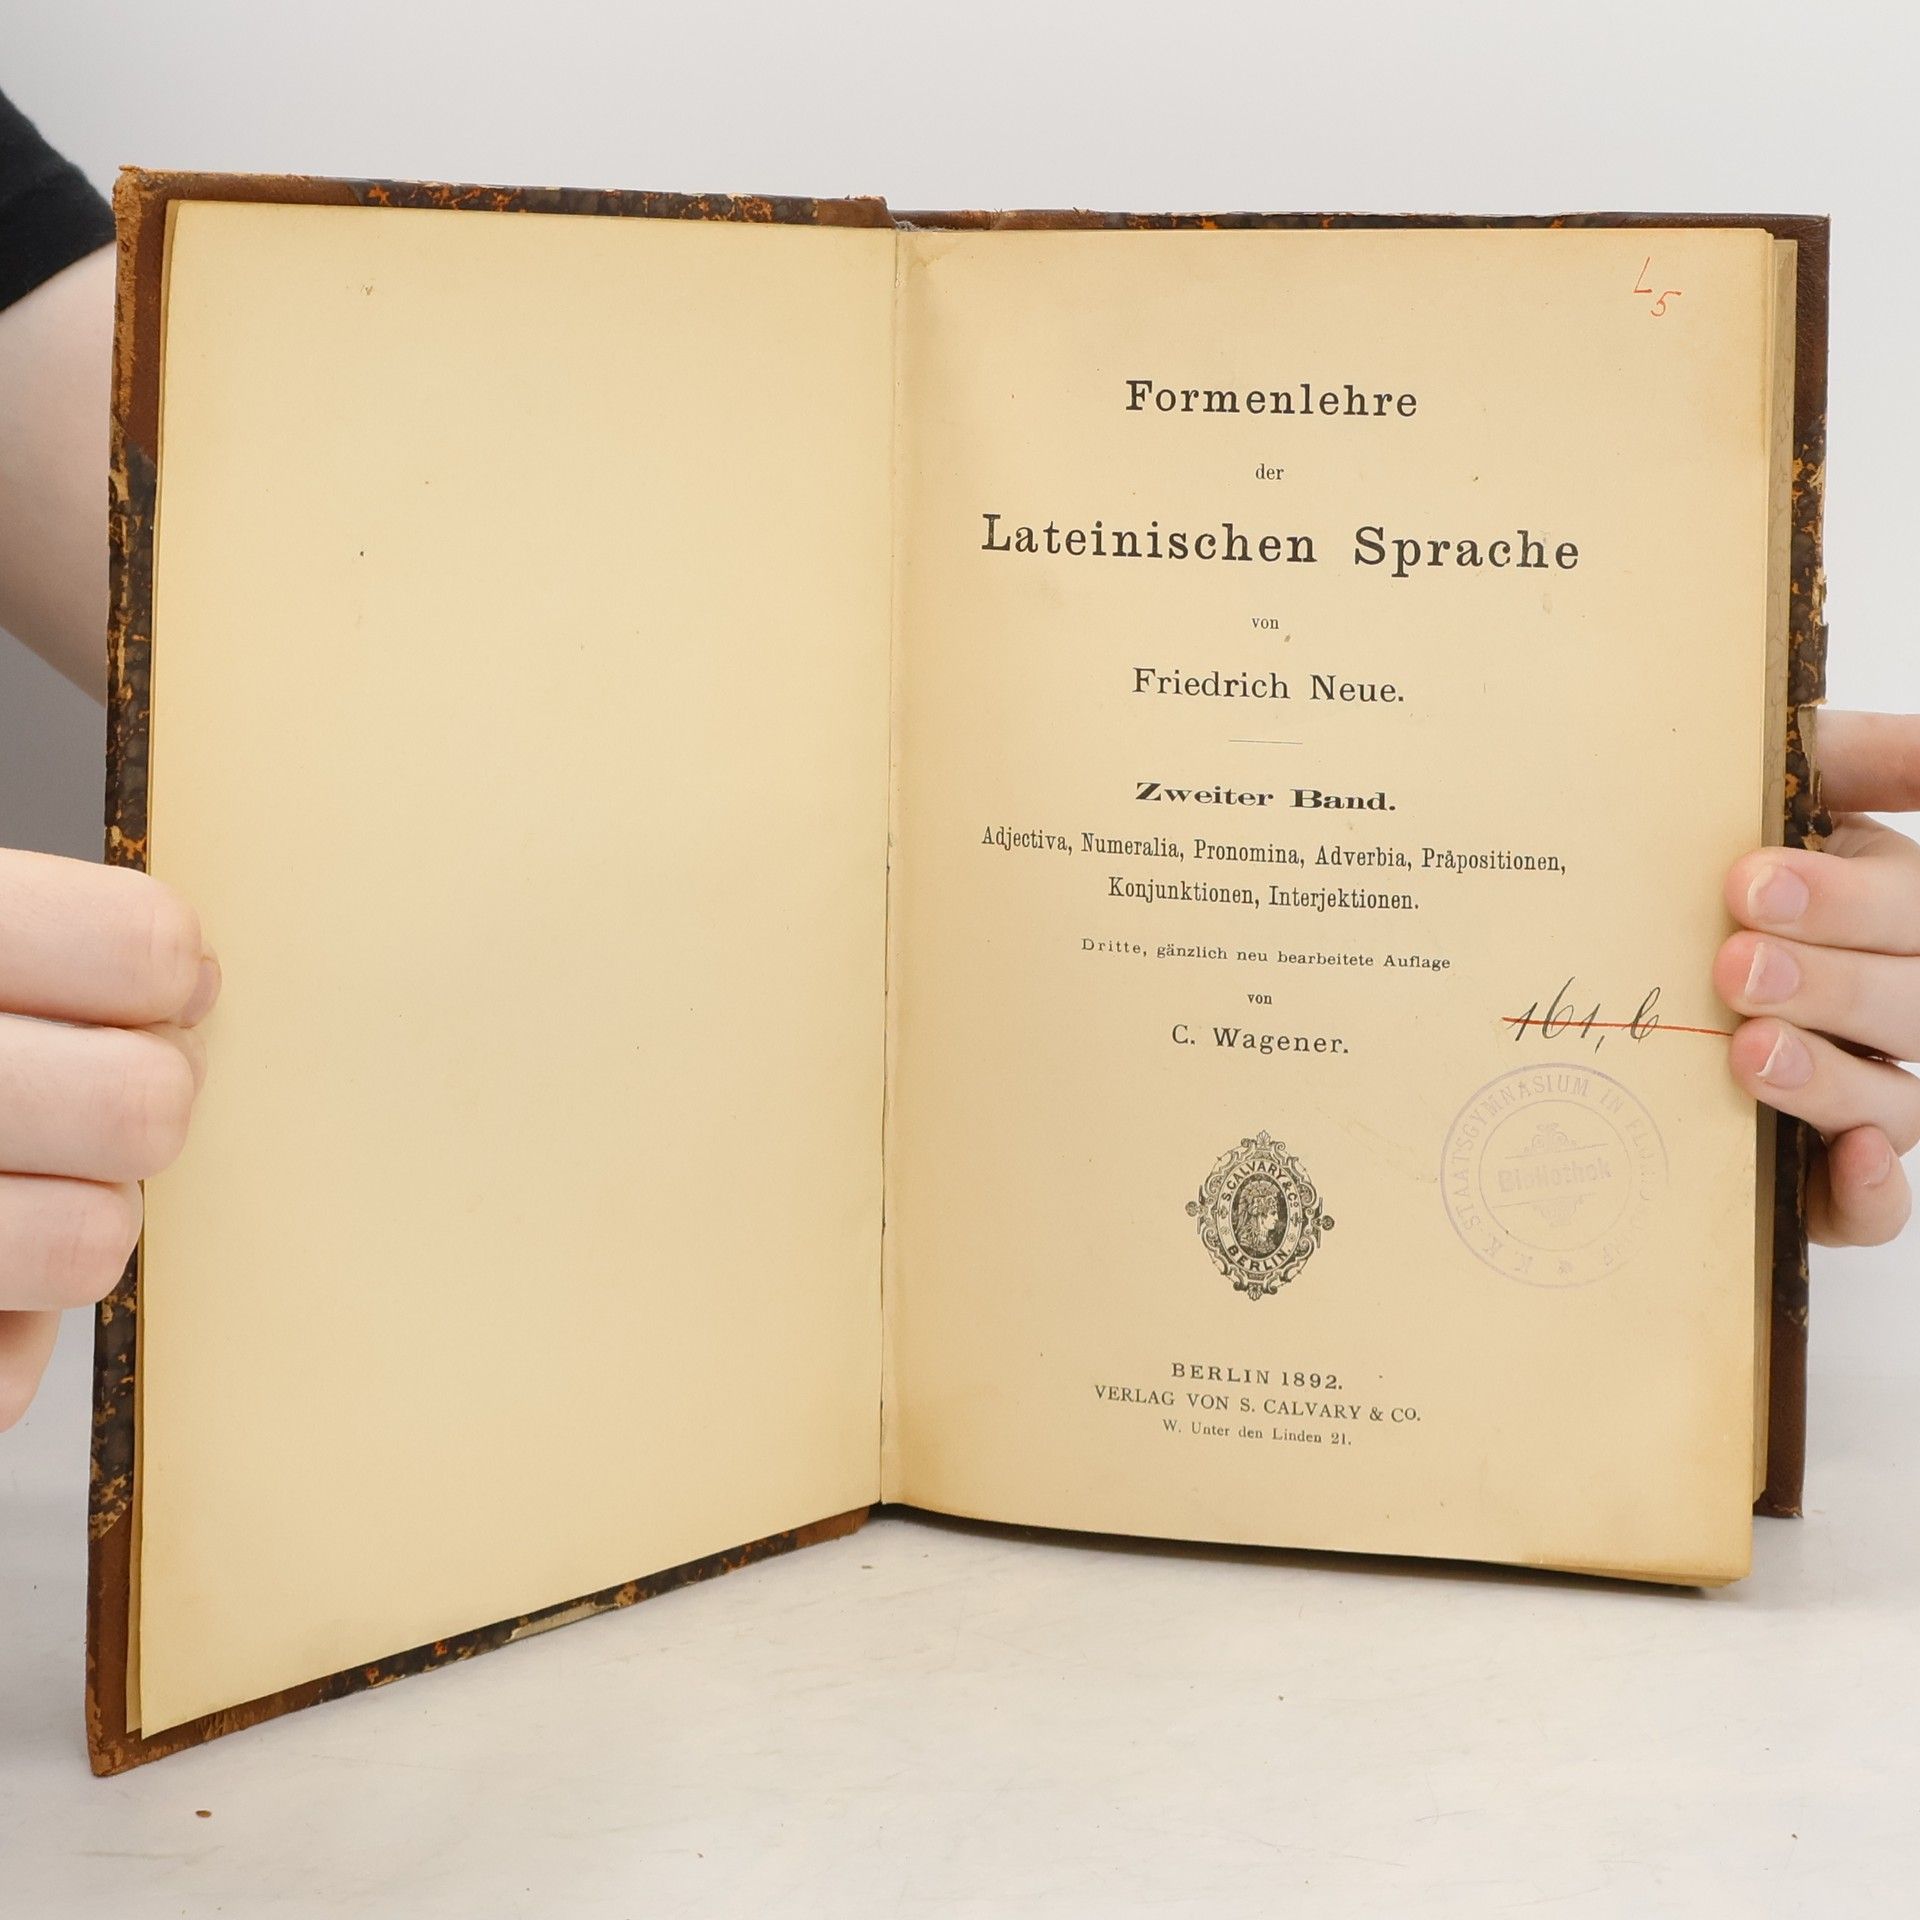 L 5
Formenlehre
der
Lateinischen Sprache
von
Friedrich Neue.
Zweiter Band.
Adjectiva, Numeralia, Pronomina, Adverbia, Präpositionen,
Konjunktionen, Interjektionen.
Dritte, gänzlich neu bearbeitete Auflage
von
C. Wagener.
161, b
K. K. STAATSGYMNASIUM IN
Bibliothek
S. CALVARY & Co
BERLIN.
BERLIN 1892.
VERLAG VON S. CALVARY & CO.
W. Unter den Linden 21.